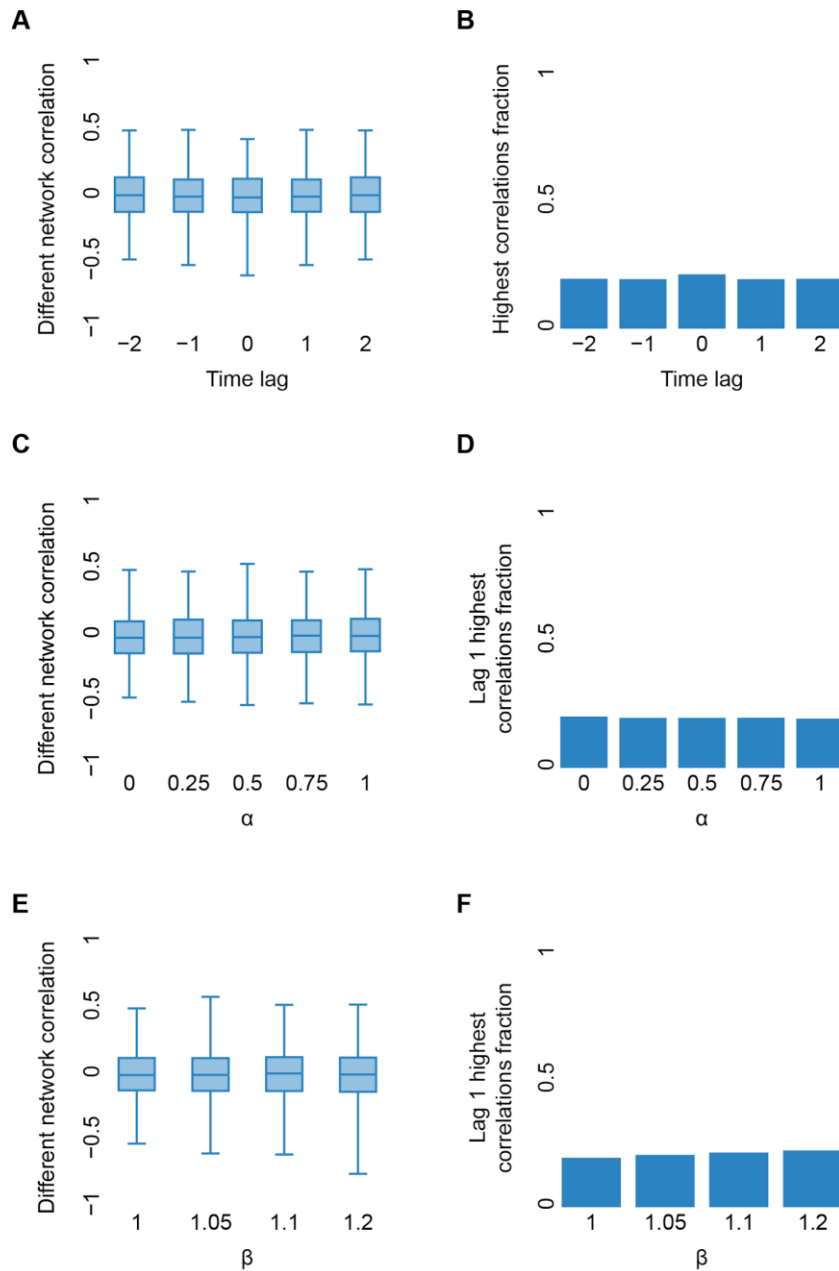 A
Different network correlation
1
0.5
0
−0.5
−1
−2 −1 0 1 2
Time lag
B
Highest correlations fraction
1
0.5
0
−2 −1 0 1 2
Time lag
C
Different network correlation
1
0.5
0
−0.5
−1
0 0.25 0.5 0.75 1
α
D
Lag 1 highest
correlations fraction
1
0.5
0
0 0.25 0.5 0.75 1
α
E
Different network correlation
1
0.5
0
−0.5
−1
1 1.05 1.1 1.2
β
F
Lag 1 highest
correlations fraction
1
0.5
0
1 1.05 1.1 1.2
β